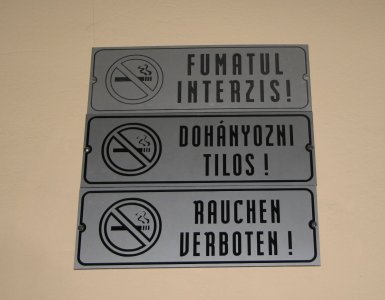 FUMATUL
INTERZIS!
DOHÁNYOZNI
TILOS!
RAUCHEN
VERBOTEN!